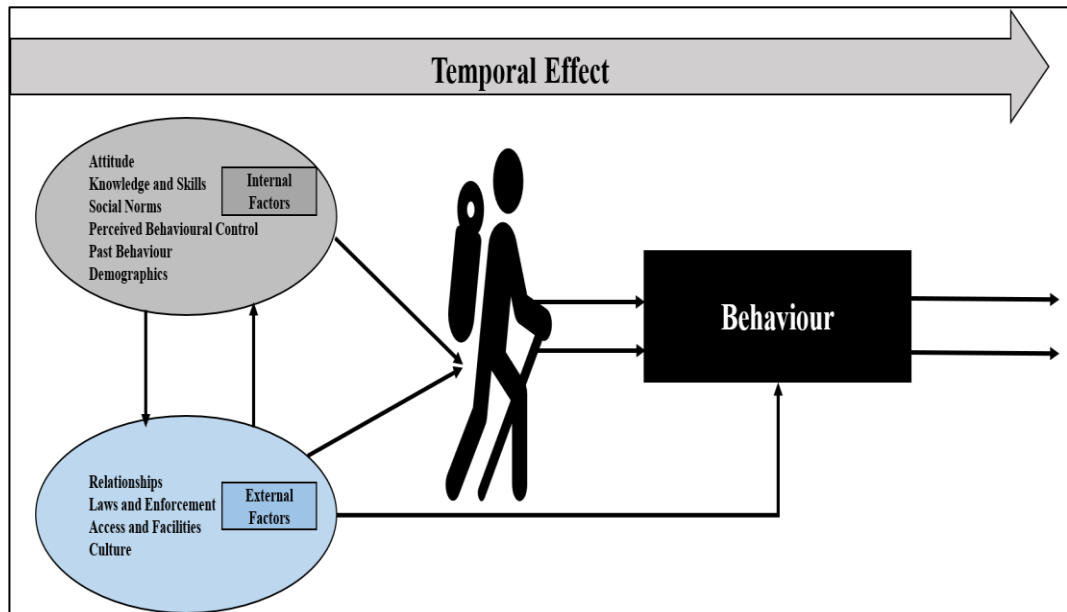 Temporal Effect
Attitude
Knowledge and Skills
Social Norms
Perceived Behavioural Control
Past Behaviour
Demographics
Internal
Factors
Behaviour
Relationships
Laws and Enforcement
Access and Facilities
Culture
External
Factors